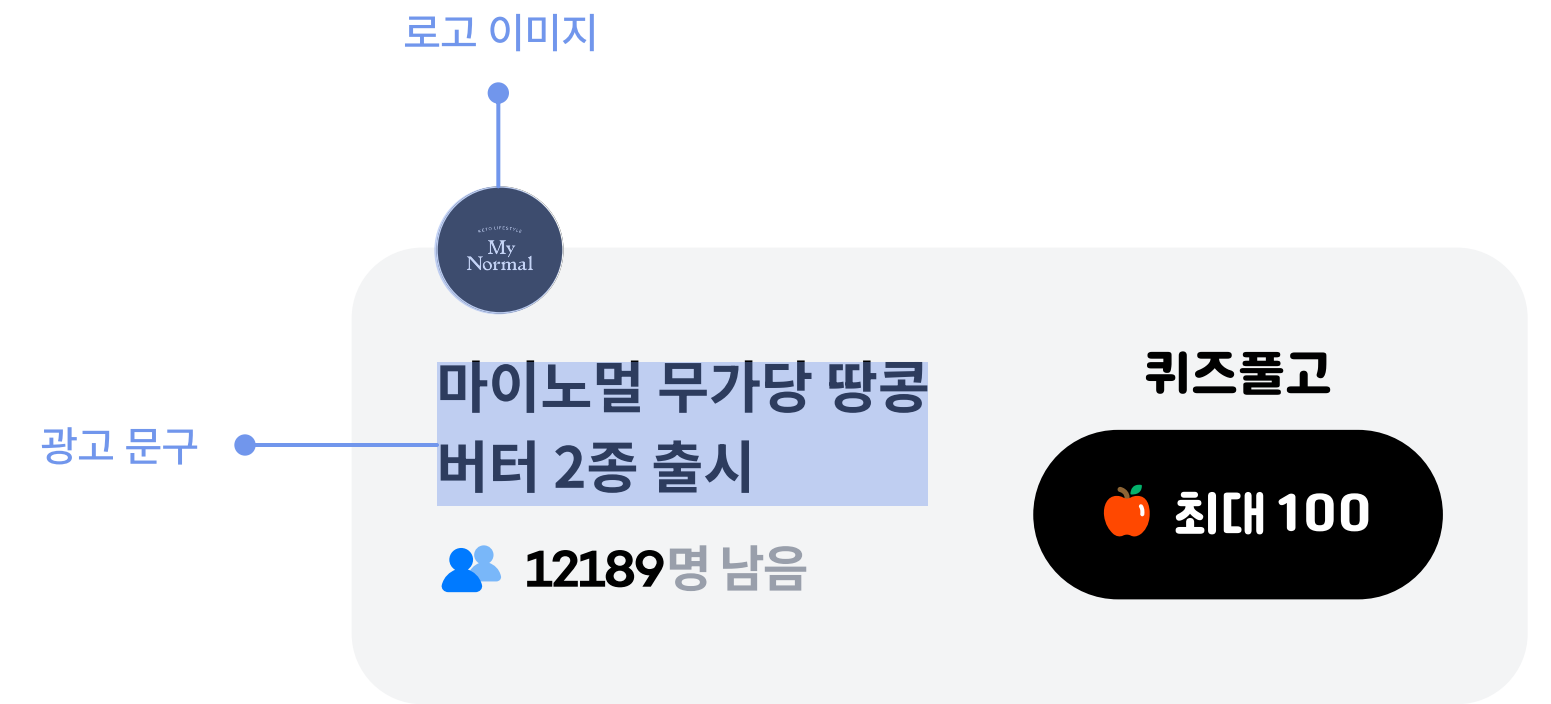 로고 이미지
KETO LIFESTYLE
My
Normal
마이노멀 무가당 땅콩
버터 2종 출시
광고 문구
12189명 남음
퀴즈풀고
최대 100